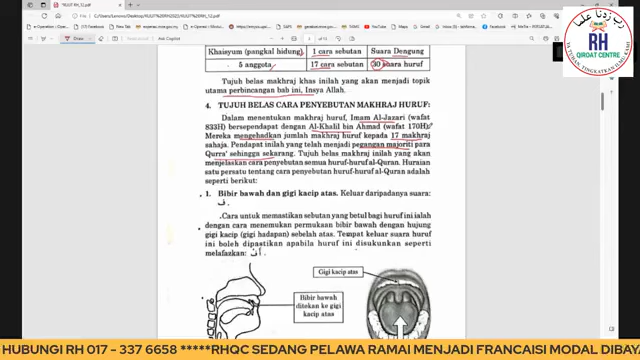 *NUUT RH_12.pdf
Khaisyum (pangkal hidung) 1 cara sebutan Suara Dengung
5 anggota 17 cara sebutan 30 suara huruf
Tujuh belas makhraj khas inilah yang akan menjadi topik
utama perbincangan bab ini, Insya Allah.
4. TUJUH BELAS CARA PENYEBUTAN MAKHRAJ HURUF:
Dalam menentukan makhraj huruf, Imam Al-Jazari (wafat
833H) bersependapat dengan Al-Khalil bin Ahmad (wafat 170H)
Mereka mengehadkan jumlah makhraj huruf kepada 17 makhraj
sahaja. Pendapat inilah yang telah menjadi pegangan majoriti para
Qurra' sehingga sekarang. Tujuh belas makhraj inilah yang akan
menjelaskan cara penyebutan semua huruf-huruf al-Quran. Huraian
satu persatu tentang cara penyebutan huruf-huruf al-Quran adalah
seperti berikut:
1. Bibir bawah dan gigi kacip atas. Keluar daripadanya suara:
ف
Cara untuk memastikan sebutan yang betul bagi huruf ini ialah
dengan cara menemukan permukaan bibir bawah dengan hujung
gigi kacip (gigi hadapan) sebelah atas. Tempat keluar suara huruf
ini boleh dipastikan apabila huruf ini disukunkan seperti
melafazkan:
Gigi kacip atas
Bibir bawah
ditekan ke gigi
kacip atas
RH
QIROAT CENTRE
HUBUNGI RH 017 - 337 6658 *****RHQC SEDANG PELAWA RAMAI MENJADI FRANCAISI MODAL DIBAYA